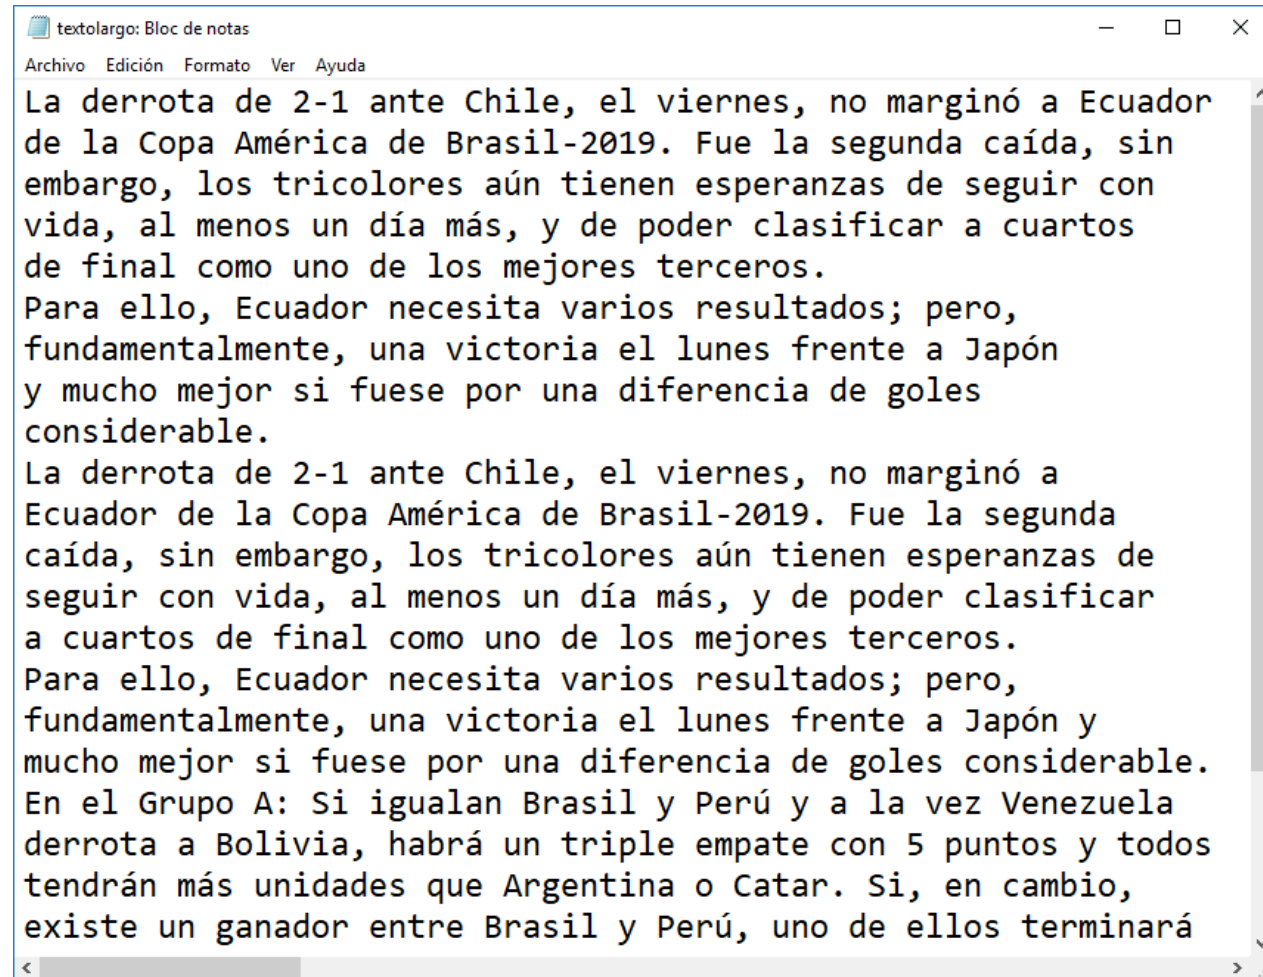 textolargo: Bloc de notas
Archivo Edición Formato Ver Ayuda
La derrota de 2-1 ante Chile, el viernes, no marginó a Ecuador
de la Copa América de Brasil-2019. Fue la segunda caída, sin
embargo, los tricolores aún tienen esperanzas de seguir con
vida, al menos un día más, y de poder clasificar a cuartos
de final como uno de los mejores terceros.
Para ello, Ecuador necesita varios resultados; pero,
fundamentalmente, una victoria el lunes frente a Japón
y mucho mejor si fuese por una diferencia de goles
considerable.
La derrota de 2-1 ante Chile, el viernes, no marginó a
Ecuador de la Copa América de Brasil-2019. Fue la segunda
caída, sin embargo, los tricolores aún tienen esperanzas de
seguir con vida, al menos un día más, y de poder clasificar
a cuartos de final como uno de los mejores terceros.
Para ello, Ecuador necesita varios resultados; pero,
fundamentalmente, una victoria el lunes frente a Japón y
mucho mejor si fuese por una diferencia de goles considerable.
En el Grupo A: Si igualan Brasil y Perú y a la vez Venezuela
derrota a Bolivia, habrá un triple empate con 5 puntos y todos
tendrán más unidades que Argentina o Catar. Si, en cambio,
existe un ganador entre Brasil y Perú, uno de ellos terminará